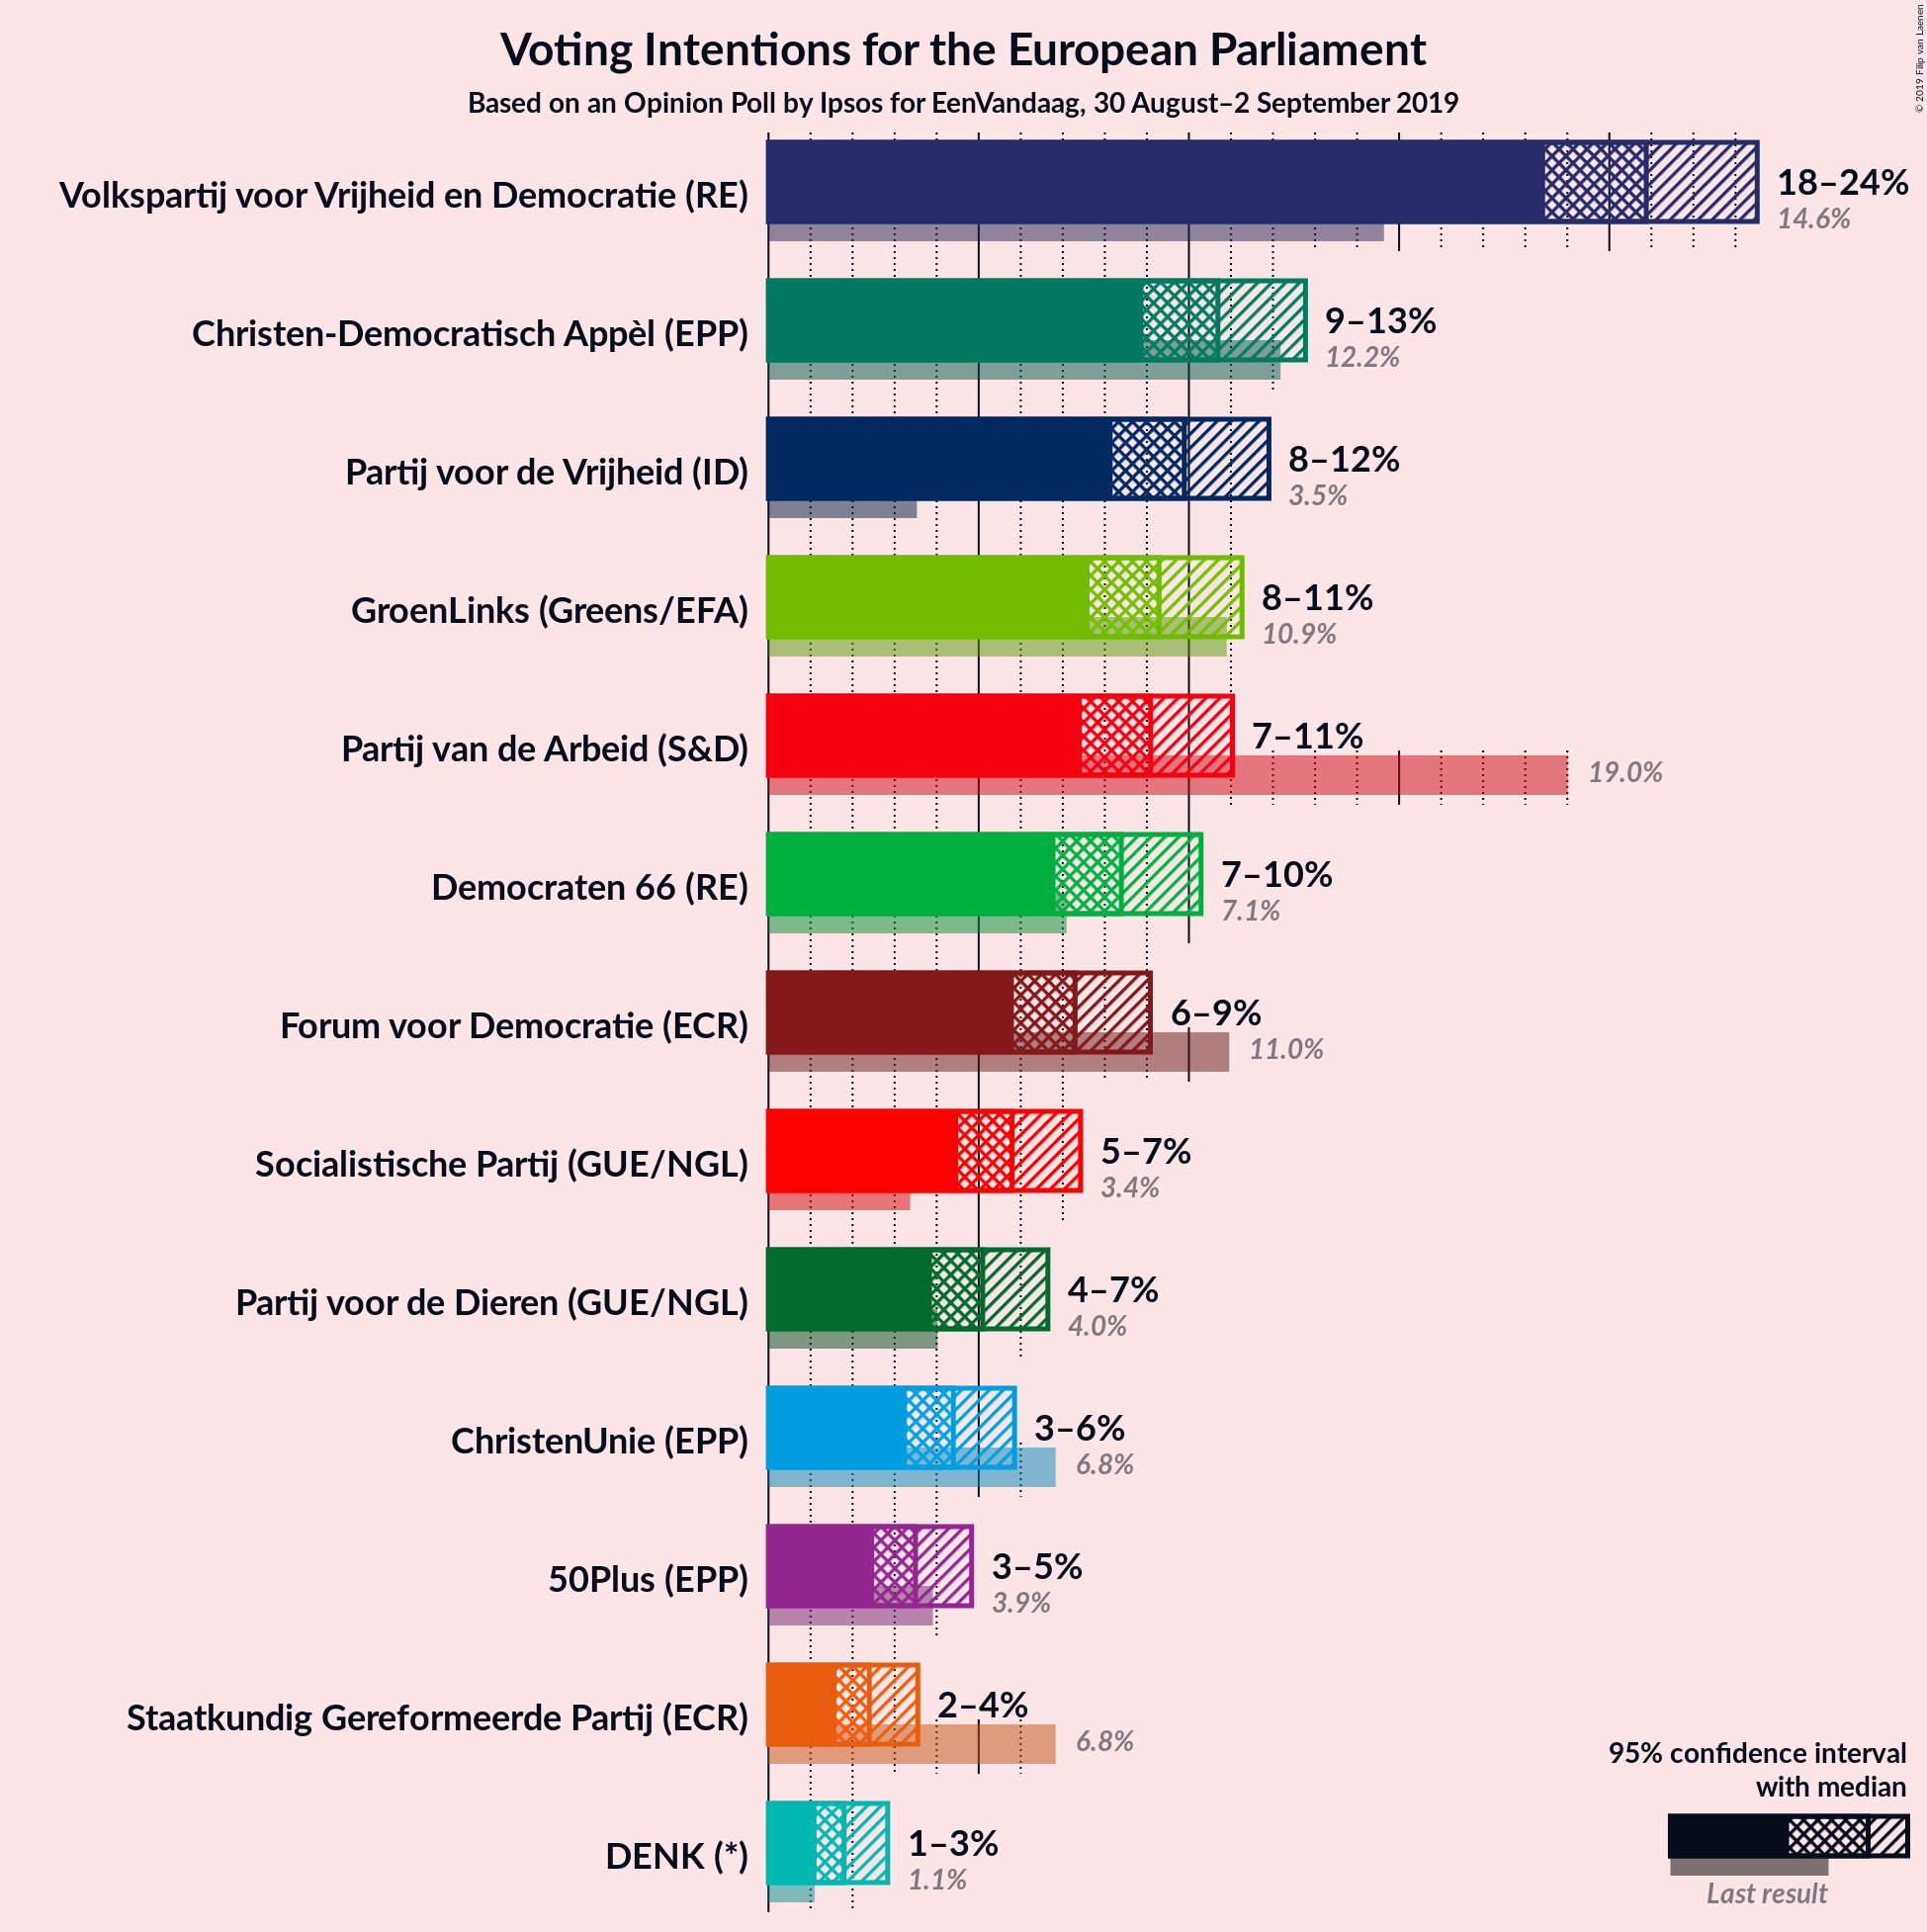 Voting Intentions for the European Parliament
Based on an Opinion Poll by Ipsos for EenVandaag, 30 August–2 September 2019
© 2019 Filip van Laenen
Volkspartij voor Vrijheid en Democratie (RE)
18–24%
14.6%
Christen-Democratisch Appèl (EPP)
9–13%
12.2%
Partij voor de Vrijheid (ID)
8–12%
3.5%
GroenLinks (Greens/EFA)
8–11%
10.9%
Partij van de Arbeid (S&D)
7–11%
19.0%
Democraten 66 (RE)
7–10%
7.1%
Forum voor Democratie (ECR)
6–9%
11.0%
Socialistische Partij (GUE/NGL)
5–7%
3.4%
Partij voor de Dieren (GUE/NGL)
4–7%
4.0%
ChristenUnie (EPP)
3–6%
6.8%
50Plus (EPP)
3–5%
3.9%
Staatkundig Gereformeerde Partij (ECR)
2–4%
6.8%
DENK (*)
1–3%
1.1%
95% confidence interval
with median
Last result